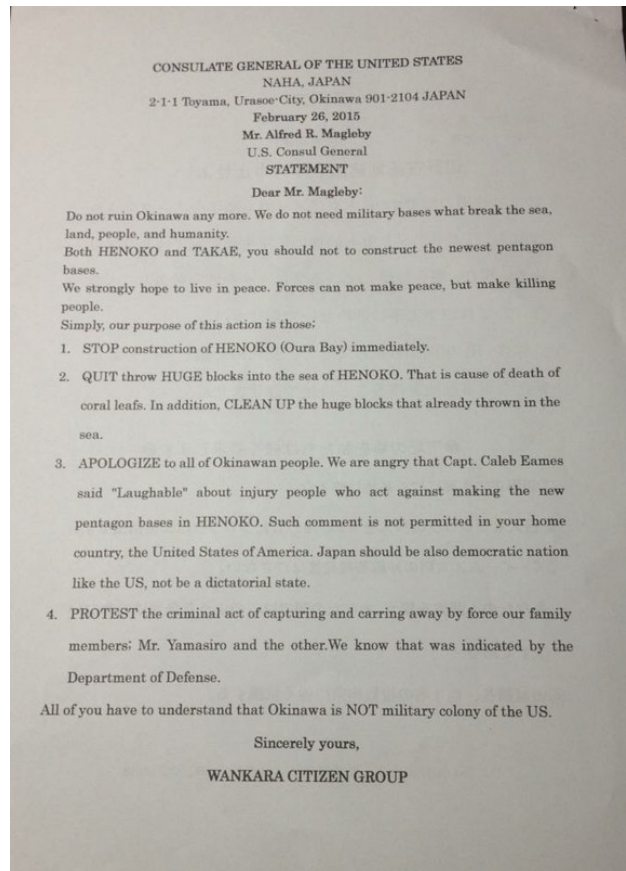 CONSULATE GENERAL OF THE UNITED STATES
NAHA, JAPAN
2-1-1 Toyama, Urasoe-City, Okinawa 901-2104 JAPAN
February 26, 2015
Mr. Alfred R. Magleby
U.S. Consul General
STATEMENT
Dear Mr. Magleby:
Do not ruin Okinawa any more. We do not need military bases what break the sea,
land, people, and humanity.
Both HENOKO and TAKAE, you should not to construct the newest pentagon
bases.
We strongly hope to live in peace. Forces can not make peace, but make killing
people.
Simply, our purpose of this action is those:
1. STOP construction of HENOKO (Oura Bay) immediately.
2. QUIT throw HUGE blocks into the sea of HENOKO. That is cause of death of
coral leafs. In addition, CLEAN UP the huge blocks that already thrown in the
sea.
3. APOLOGIZE to all of Okinawan people. We are angry that Capt. Caleb Eames
said "Laughable" about injury people who act against making the new
pentagon bases in HENOKO. Such comment is not permitted in your home
country, the United States of America. Japan should be also democratic nation
like the US, not be a dictatorial state.
4. PROTEST the criminal act of capturing and carring away by force our family
members; Mr. Yamasiro and the other.We know that was indicated by the
Department of Defense.
All of you have to understand that Okinawa is NOT military colony of the US.
Sincerely yours,
WANKARA CITIZEN GROUP